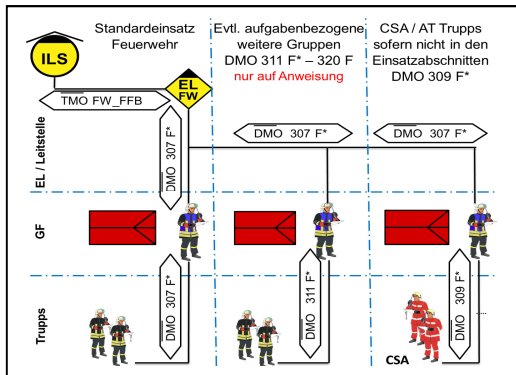 Standardeinsatz
Feuerwehr
Evtl. aufgabenbezogene
weitere Gruppen
DMO 311 F* – 320 F
nur auf Anweisung
CSA / AT Trupps
sofern nicht in den
Einsatzabschnitten
DMO 309 F*
ILS
EL
FW
TMO FW_FFB
DMO 307 F*
DMO 307 F*
DMO 307 F*
EL / Leitstelle
GF
Trupps
DMO 307 F*
DMO 311 F*
DMO 309 F*
.....
CSA